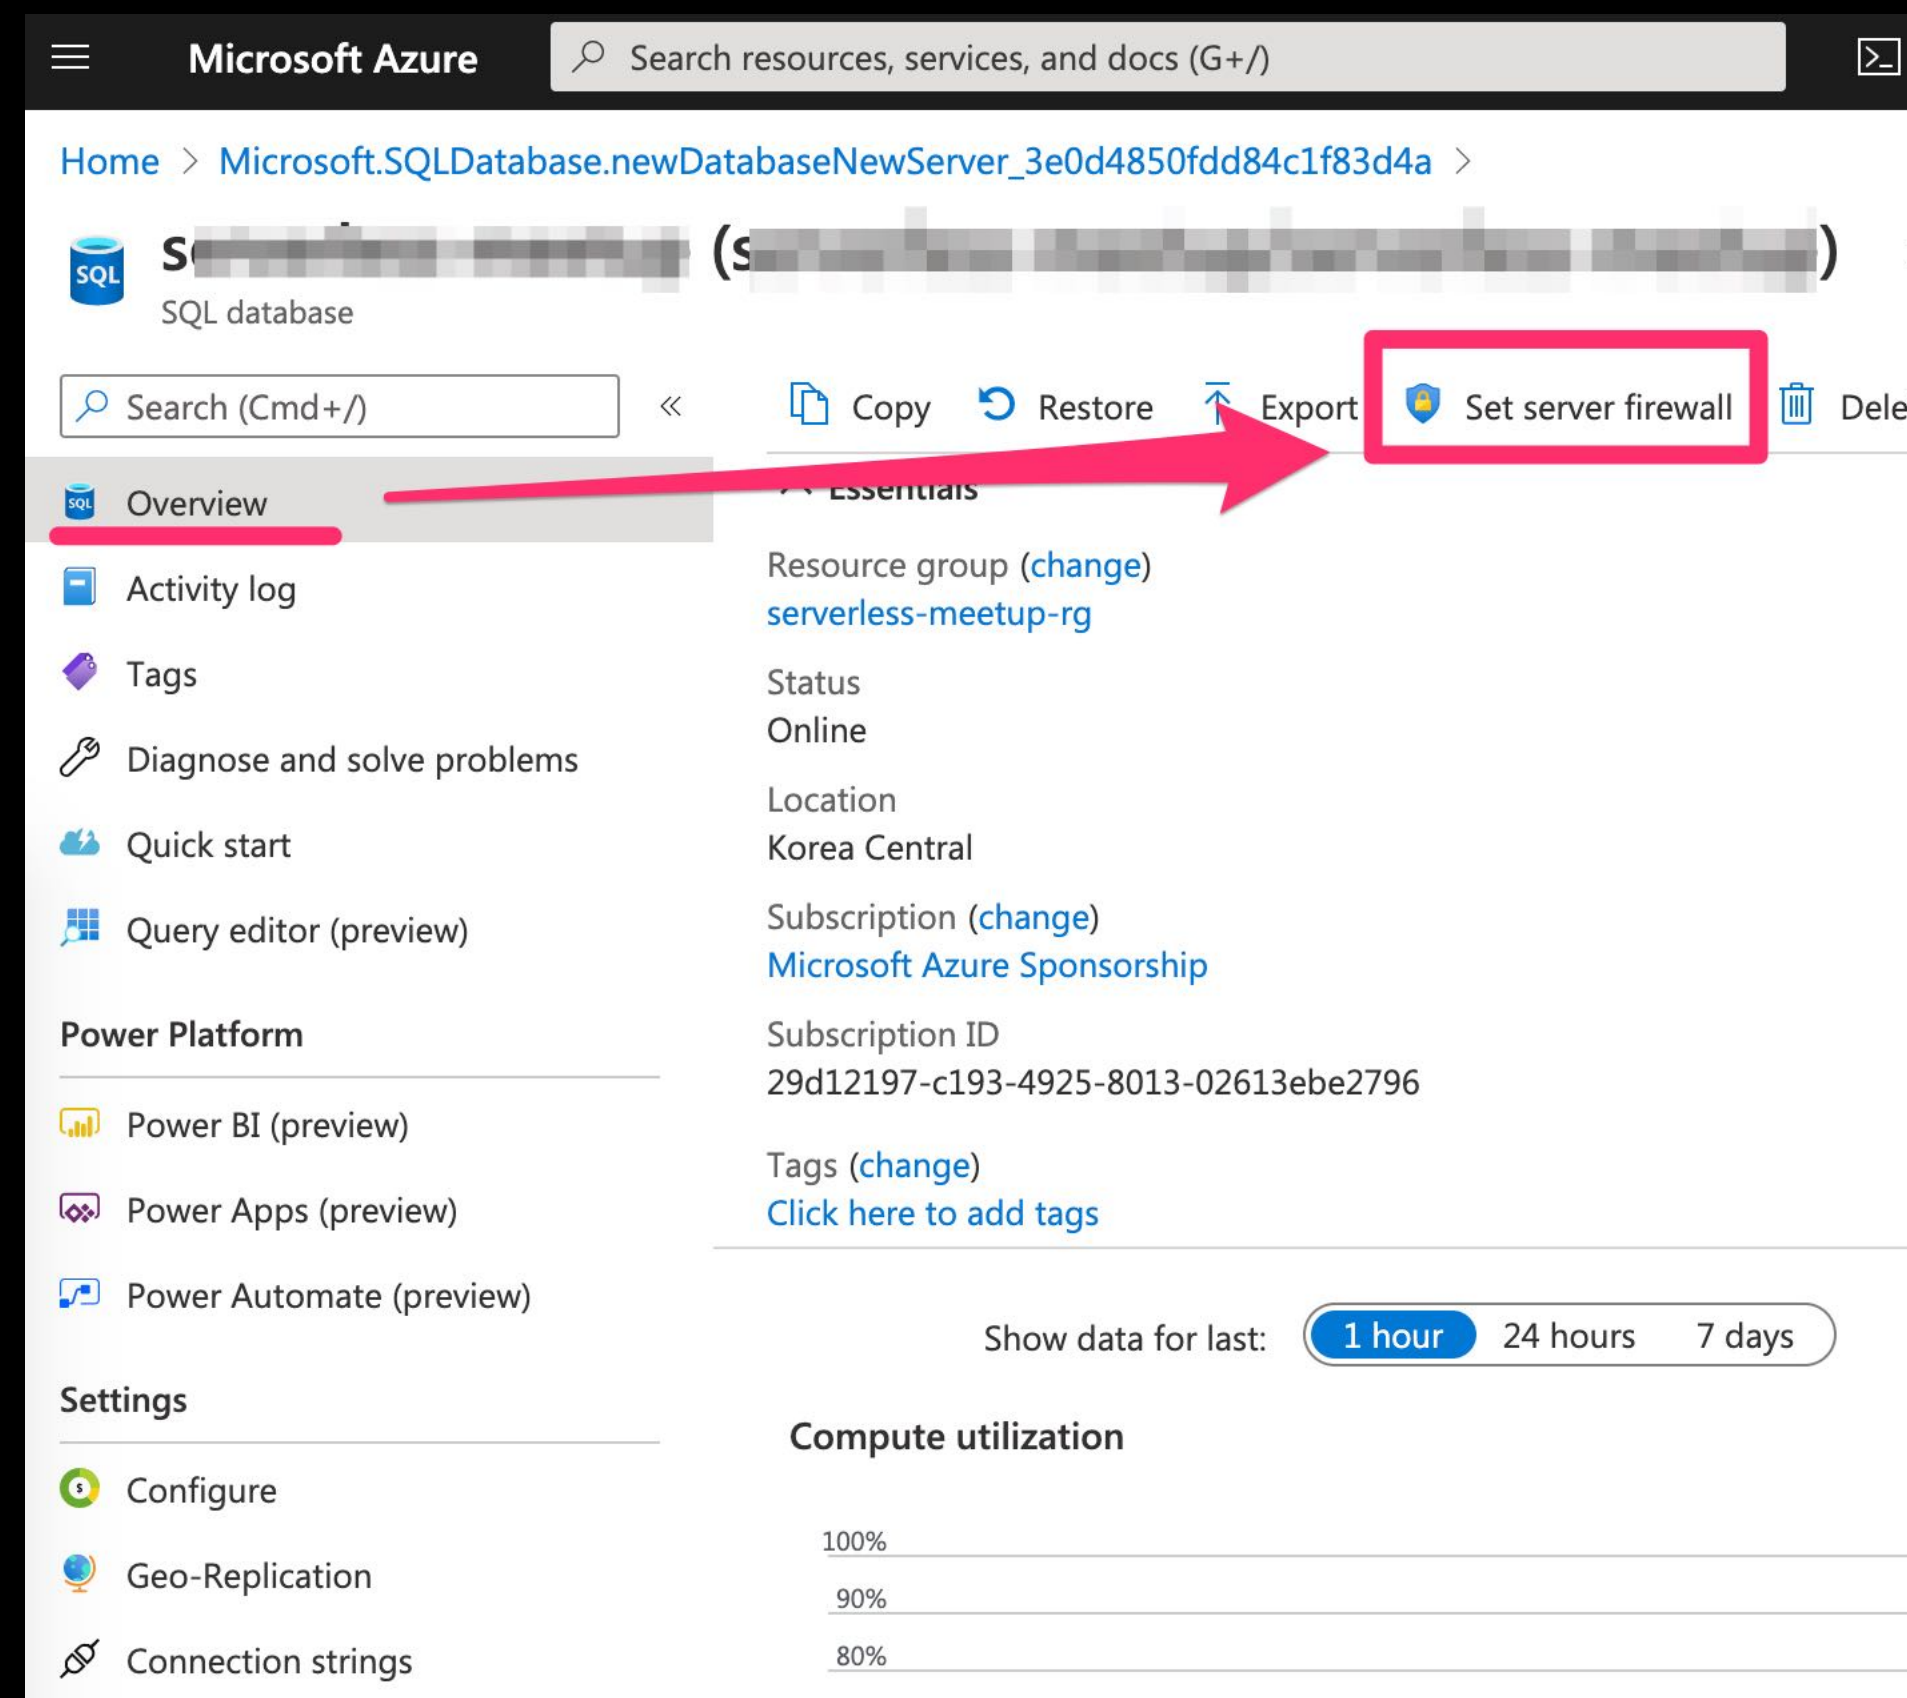 Microsoft Azure
Search resources, services, and docs (G+/)
Home > Microsoft.SQLDatabase.newDatabaseNewServer_3e0d4850fdd84c1f83d4a >
SQL
SQL database
Search (Cmd+/)
«
Copy
Restore
Export
Set server firewall
Dele
SQL
Overview
Essentials
Activity log
Tags
Diagnose and solve problems
Quick start
Query editor (preview)
Power Platform
Power BI (preview)
Power Apps (preview)
Power Automate (preview)
Settings
Configure
Geo-Replication
Connection strings
Resource group (change)
serverless-meetup-rg
Status
Online
Location
Korea Central
Subscription (change)
Microsoft Azure Sponsorship
Subscription ID
29d12197-c193-4925-8013-02613ebe2796
Tags (change)
Click here to add tags
Show data for last:
1 hour
24 hours
7 days
Compute utilization
100%
90%
80%